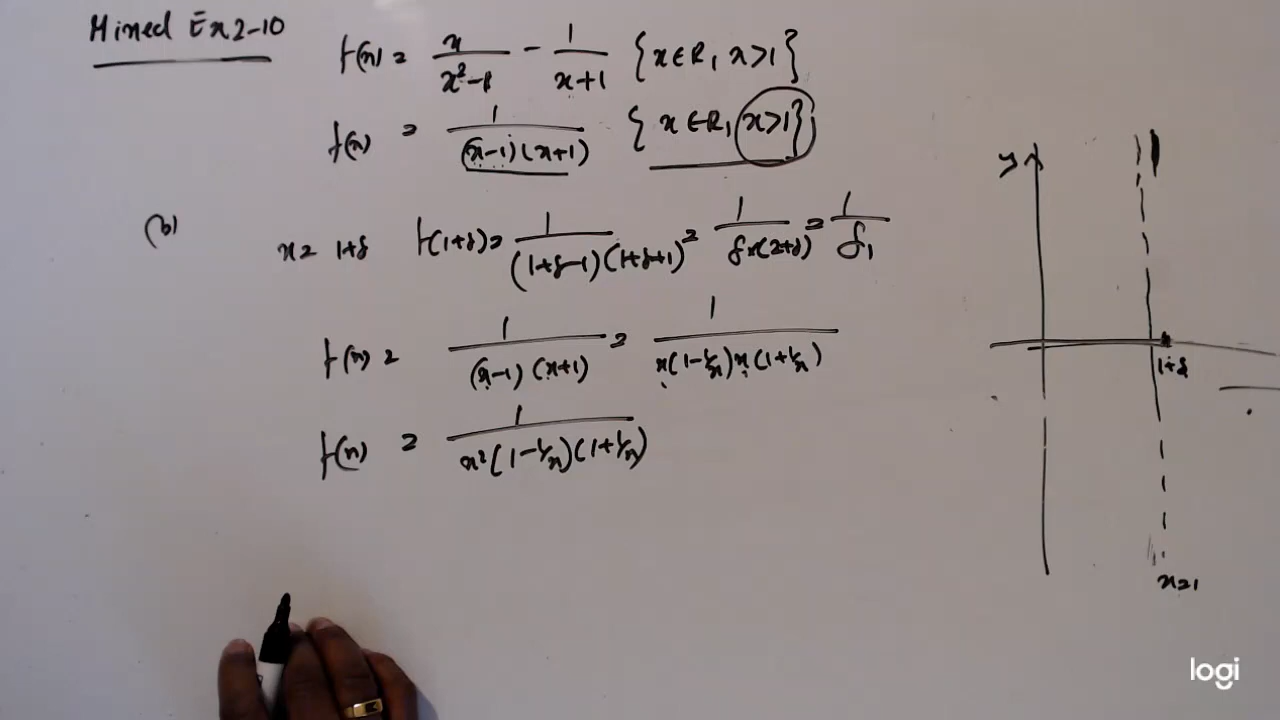 Mixed Ex 2-10
f(x) = x/(x²-1) - 1/(x+1) {x∈R, x>1}
f(x) = 1/((x-1)(x+1)) {x∈R, x>1}
(b)
x = 1+δ f(1+δ) = 1/((1+δ-1)(1+δ+1)) = 1/(δ×(2+δ)) = 1/δ₁
f(x) = 1/((x-1)(x+1)) = 1/(x(1-1/x)x(1+1/x))
f(x) = 1/(x²(1-1/x)(1+1/x))
y
1+δ
x=1
logi